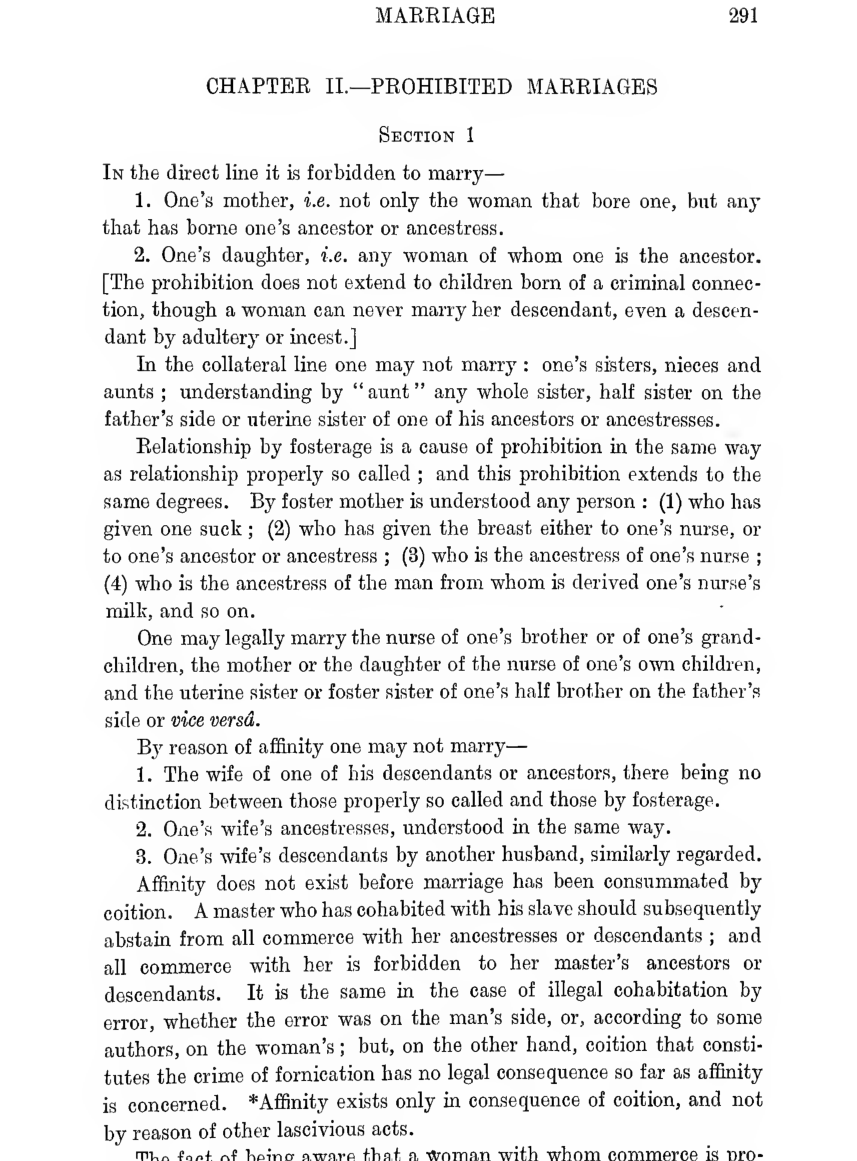 MARRIAGE 291
CHAPTER II.—PROHIBITED MARRIAGES
SECTION 1
IN the direct line it is forbidden to marry—
1. One's mother, i.e. not only the woman that bore one, but any
that has borne one's ancestor or ancestress.
2. One's daughter, i.e. any woman of whom one is the ancestor.
[The prohibition does not extend to children born of a criminal connec-
tion, though a woman can never marry her descendant, even a descen-
dant by adultery or incest.]
In the collateral line one may not marry : one's sisters, nieces and
aunts ; understanding by "aunt" any whole sister, half sister on the
father's side or uterine sister of one of his ancestors or ancestresses.
Relationship by fosterage is a cause of prohibition in the same way
as relationship properly so called ; and this prohibition extends to the
same degrees. By foster mother is understood any person : (1) who has
given one suck ; (2) who has given the breast either to one's nurse, or
to one's ancestor or ancestress ; (3) who is the ancestress of one's nurse ;
(4) who is the ancestress of the man from whom is derived one's nurse's
milk, and so on.
One may legally marry the nurse of one's brother or of one's grand-
children, the mother or the daughter of the nurse of one's own children,
and the uterine sister or foster sister of one's half brother on the father's
side or vice versâ.
By reason of affinity one may not marry—
1. The wife of one of his descendants or ancestors, there being no
distinction between those properly so called and those by fosterage.
2. One's wife's ancestresses, understood in the same way.
3. One's wife's descendants by another husband, similarly regarded.
Affinity does not exist before marriage has been consummated by
coition. A master who has cohabited with his slave should subsequently
abstain from all commerce with her ancestresses or descendants ; and
all commerce with her is forbidden to her master's ancestors or
descendants. It is the same in the case of illegal cohabitation by
error, whether the error was on the man's side, or, according to some
authors, on the woman's ; but, on the other hand, coition that consti-
tutes the crime of fornication has no legal consequence so far as affinity
is concerned. *Affinity exists only in consequence of coition, and not
by reason of other lascivious acts.
The fact of being aware that a woman with whom commerce is pro-